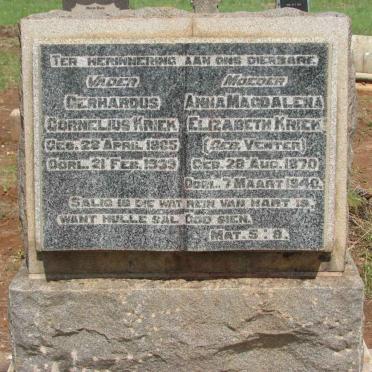 TER HERINNERING AAN ONS DIERBARE
VADER
GERHARDUS
CORNELIUS KRIEK
GEB. 28 APRIL 1865
OORL. 21 FEB. 1939
MOEDER
ANNA MAGDALENA
ELIZABETH KRIEK
(GEB. VENTER)
GEB. 28 AUG. 1870
OORL. 7 MAART 1940.
SALIG IS DIE WAT REIN VAN HART IS,
WANT HULLE SAL GOD SIEN.
MAT. 5:8.